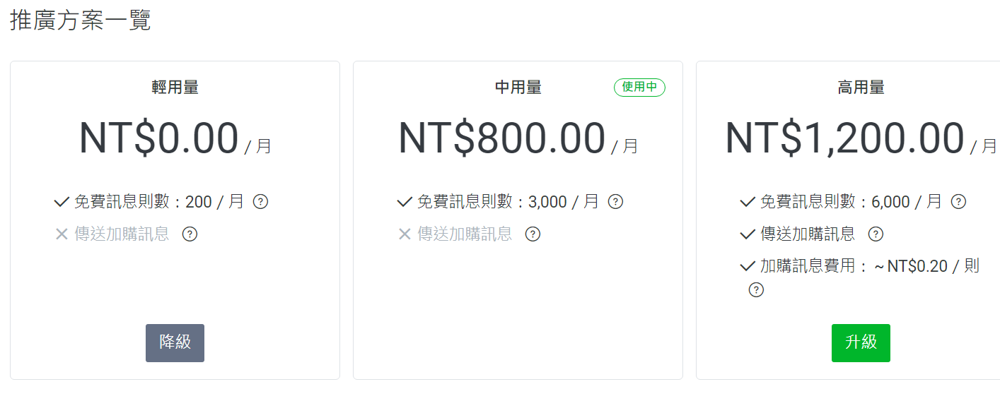 推廣方案一覽
輕用量
NT$0.00 / 月
免費訊息則數：200 / 月 ?
傳送加購訊息 ?
降級
中用量
使用中
NT$800.00 / 月
免費訊息則數：3,000 / 月 ?
傳送加購訊息 ?
高用量
NT$1,200.00 / 月
免費訊息則數：6,000 / 月 ?
傳送加購訊息 ?
加購訊息費用：~NT$0.20 / 則
?
升級